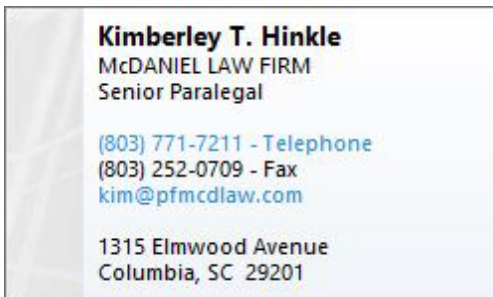 Kimberley T. Hinkle
McDANIEL LAW FIRM
Senior Paralegal
(803) 771-7211 - Telephone
(803) 252-0709 - Fax
kim@pfmcdlaw.com
1315 Elmwood Avenue
Columbia, SC  29201